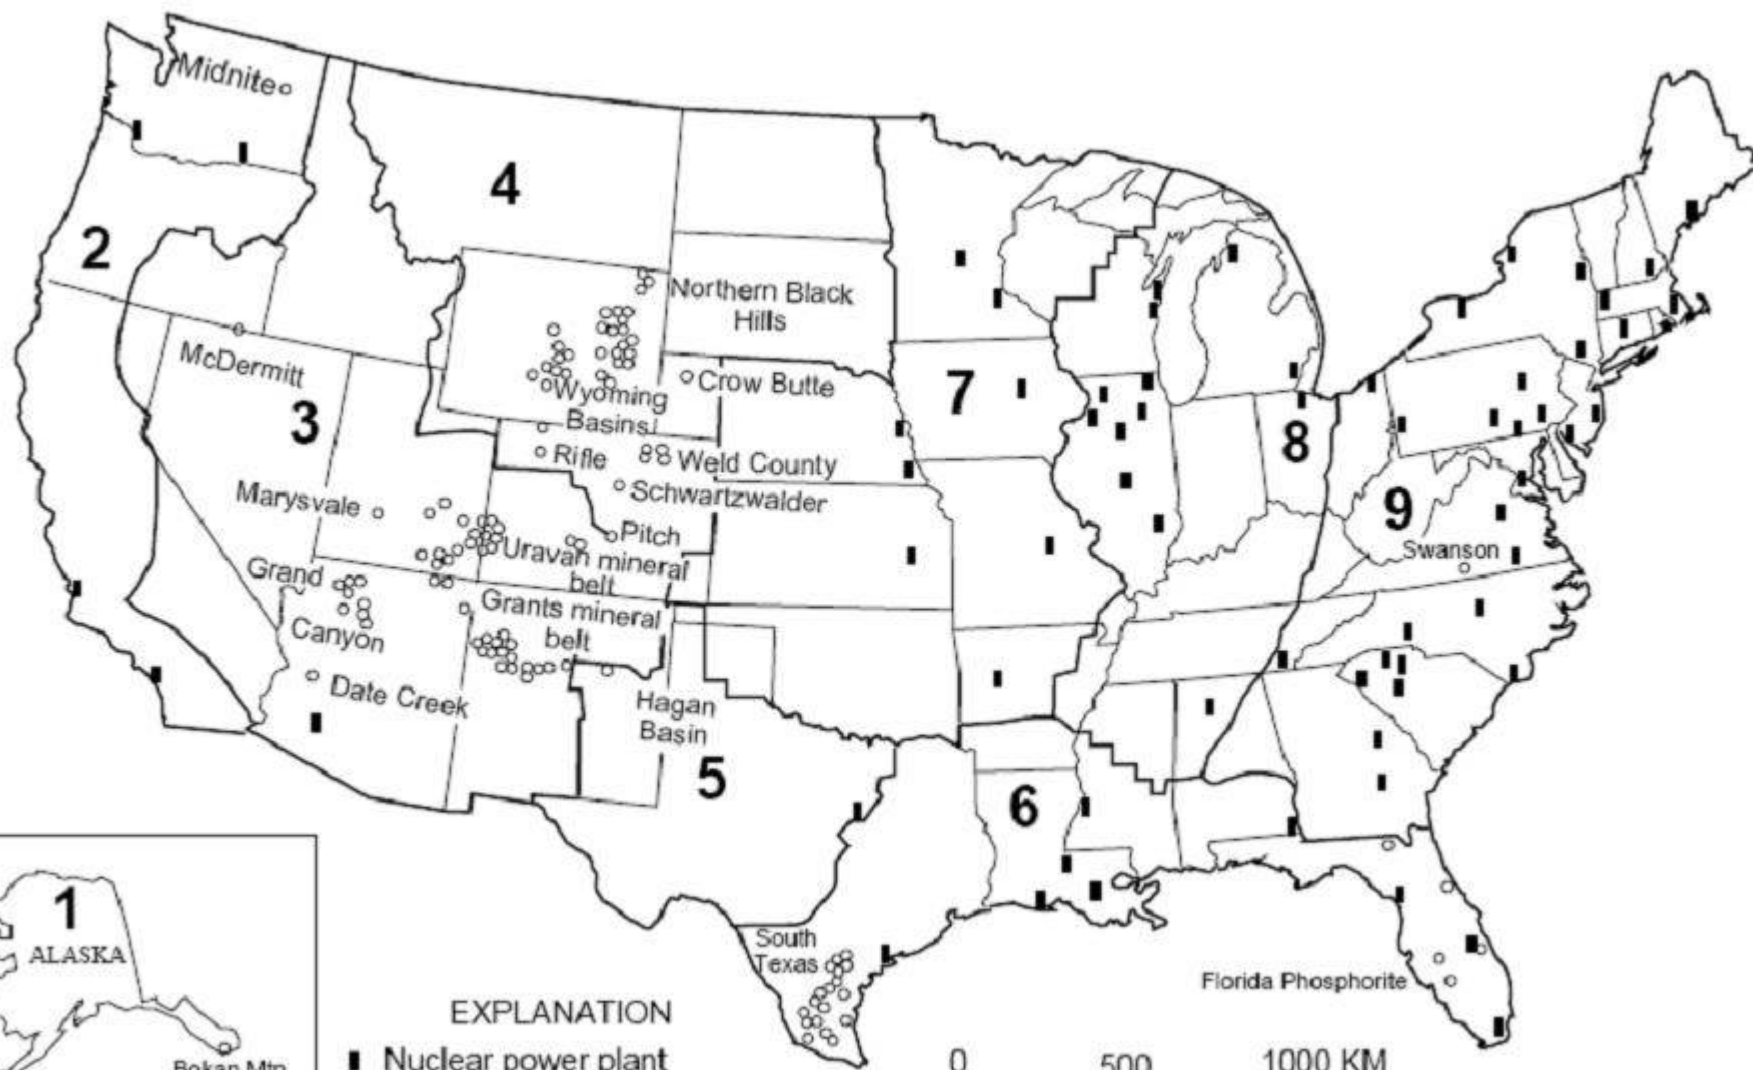 Midnite
4
2
Northern Black
Hills
McDermitt
7
Crow Butte
Wyoming
Basins
3
8
Rifle
Weld County
Marysvale
Schwartzwalder
9
Pitch
Swanson
Uravan mineral
belt
Grand
Canyon
Grants mineral
belt
Date Creek
Hagan
Basin
5
6
1
ALASKA
South
Texas
Florida Phosphorite
EXPLANATION
Nuclear power plant
0 500 1000 KM
Bokan Mtn